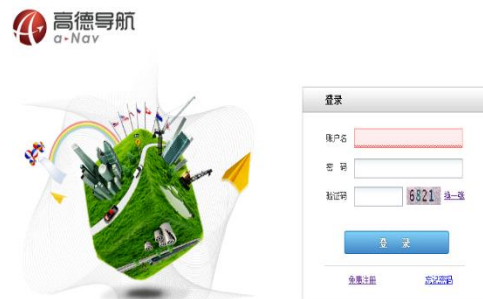 高德导航
a-Nav
登录
账户名
密 码
验证码 6821 换一张
登 录
免费注册 忘记密码